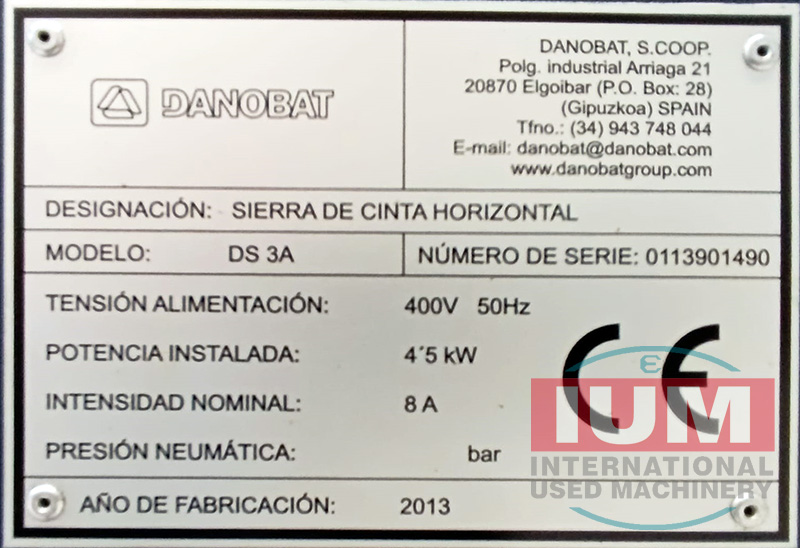 DANOBAT
DANOBAT, S.COOP.
Polg. industrial Arriaga 21
20870 Elgoibar (P.O. Box: 28)
(Gipuzkoa) SPAIN
Tfno.: (34) 943 748 044
E-mail: danobat@danobat.com
www.danobatgroup.com
DESIGNACIÓN: SIERRA DE CINTA HORIZONTAL
MODELO: DS 3A
NÚMERO DE SERIE: 0113901490
TENSIÓN ALIMENTACIÓN: 400V 50Hz
POTENCIA INSTALADA: 4´5 kW
INTENSIDAD NOMINAL: 8 A
PRESIÓN NEUMÁTICA: bar
AÑO DE FABRICACIÓN: 2013
CE
IUM
INTERNATIONAL
USED MACHINERY